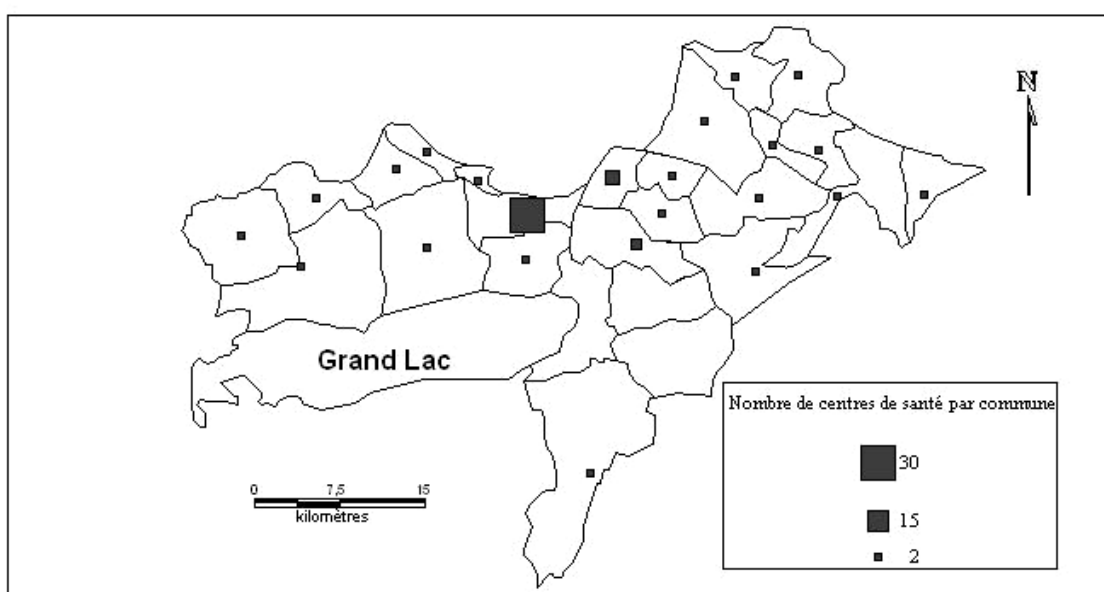 N
Grand Lac
Nombre de centres de santé par commune
30
15
2
0 7,5 15
kilomètres